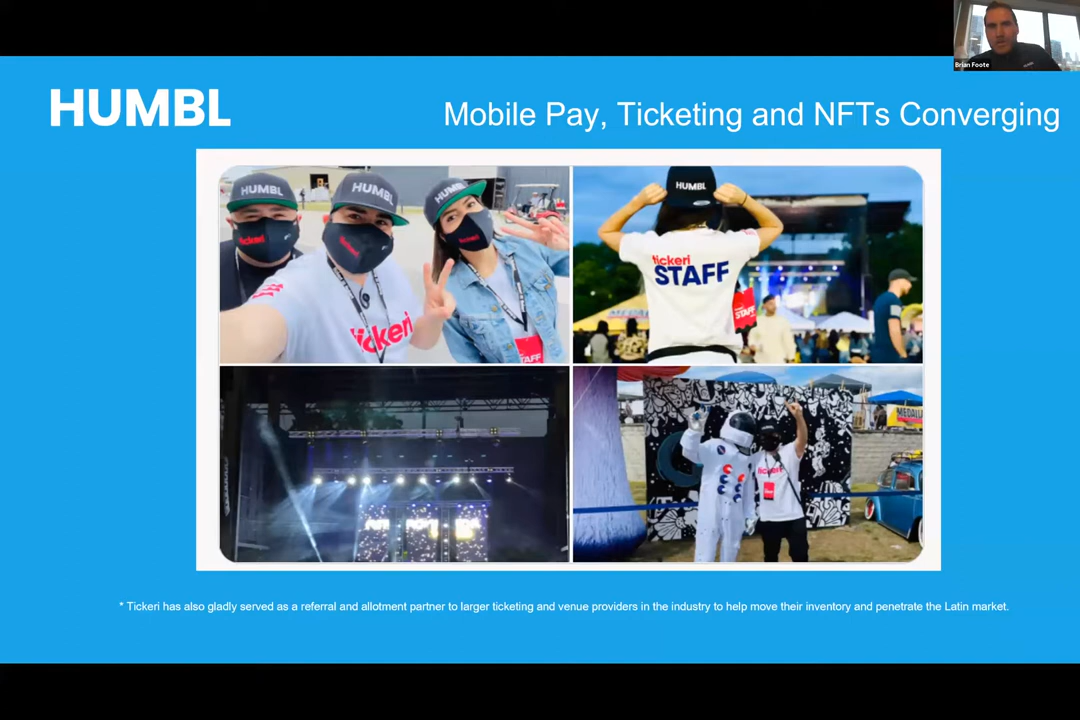 Brian Foote
HUMBL
Mobile Pay, Ticketing and NFTs Converging
HUMBL
HUMBL
HUMBL
tickeri
tickeri
STAFF
HUMBL
tickeri
STAFF
STAFF
MEDALLA
tickeri
* Tickeri has also gladly served as a referral and allotment partner to larger ticketing and venue providers in the industry to help move their inventory and penetrate the Latin market.